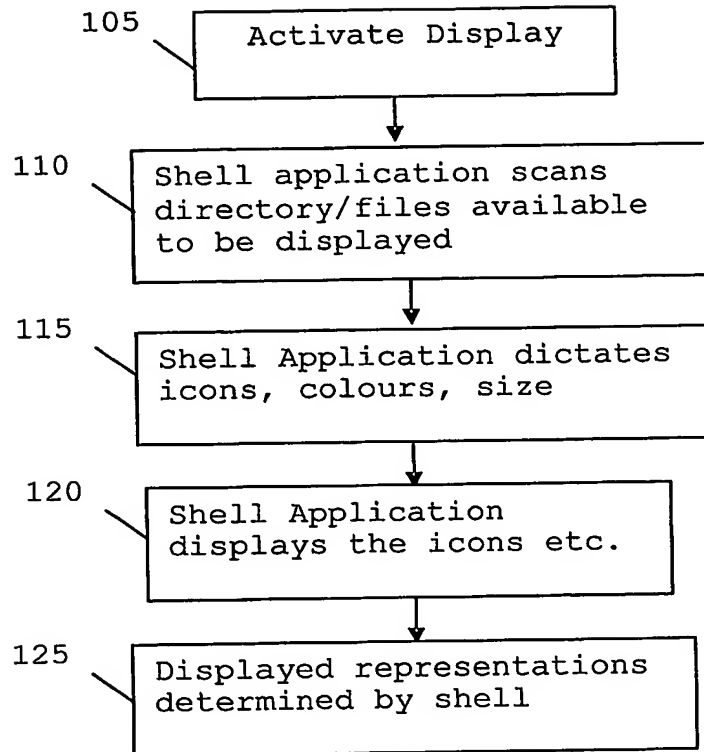 105
Activate Display
110
Shell application scans
directory/files available
to be displayed
115
Shell Application dictates
icons, colours, size
120
Shell Application
displays the icons etc.
125
Displayed representations
determined by shell